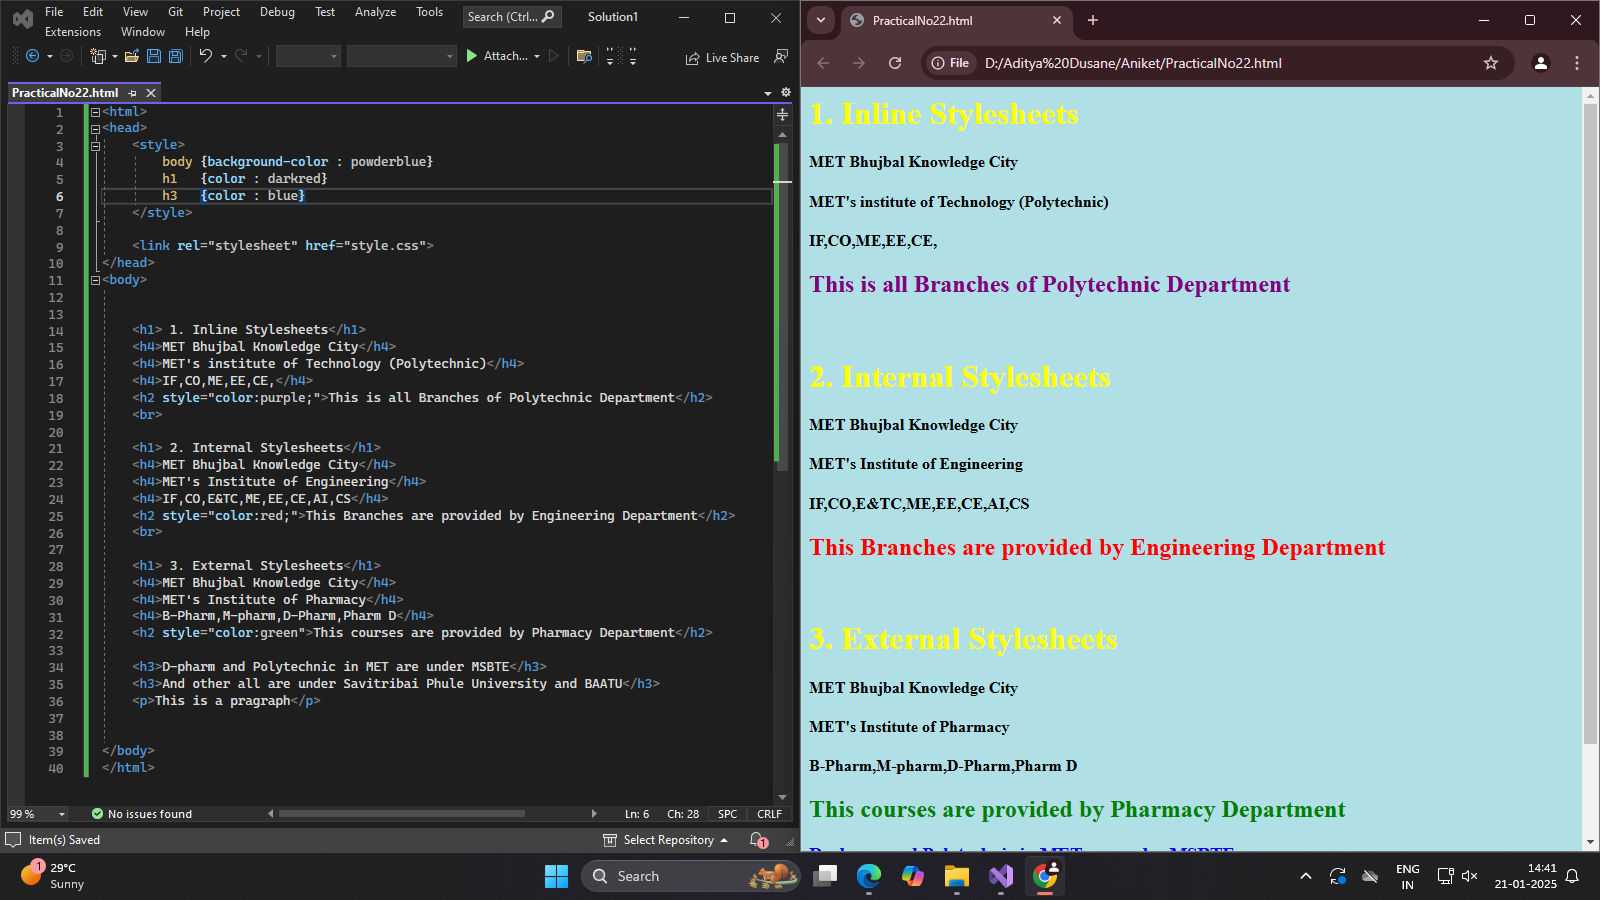 File Edit View Git Project Debug Test Analyze Tools Search (Ctrl... Solution1
Extensions Window Help
Attach... Live Share
PracticalNo22.html
1 <html>
2 <head>
3 <style>
4 body {background-color : powderblue}
5 h1 {color : darkred}
6 h3 {color : blue}
7 </style>
8
9 <link rel="stylesheet" href="style.css">
10 </head>
11 <body>
12
13
14 <h1> 1. Inline Stylesheets</h1>
15 <h4>MET Bhujbal Knowledge City</h4>
16 <h4>MET's institute of Technology (Polytechnic)</h4>
17 <h4>IF,CO,ME,EE,CE,</h4>
18 <h2 style="color:purple;">This is all Branches of Polytechnic Department</h2>
19 <br>
20
21 <h1> 2. Internal Stylesheets</h1>
22 <h4>MET Bhujbal Knowledge City</h4>
23 <h4>MET's Institute of Engineering</h4>
24 <h4>IF,CO,E&TC,ME,EE,CE,AI,CS</h4>
25 <h2 style="color:red;">This Branches are provided by Engineering Department</h2>
26 <br>
27
28 <h1> 3. External Stylesheets</h1>
29 <h4>MET Bhujbal Knowledge City</h4>
30 <h4>MET's Institute of Pharmacy</h4>
31 <h4>B-Pharm,M-pharm,D-Pharm,Pharm D</h4>
32 <h2 style="color:green">This courses are provided by Pharmacy Department</h2>
33
34 <h3>D-pharm and Polytechnic in MET are under MSBTE</h3>
35 <h3>And other all are under Savitribai Phule University and BAATU</h3>
36 <p>This is a pragraph</p>
37
38
39 </body>
40 </html>
99 % No issues found Ln: 6 Ch: 28 SPC CRLF
Item(s) Saved Select Repository 1
PracticalNo22.html
File D:/Aditya%20Dusane/Aniket/PracticalNo22.html
1. Inline Stylesheets
MET Bhujbal Knowledge City
MET's institute of Technology (Polytechnic)
IF,CO,ME,EE,CE,
This is all Branches of Polytechnic Department
2. Internal Stylesheets
MET Bhujbal Knowledge City
MET's Institute of Engineering
IF,CO,E&TC,ME,EE,CE,AI,CS
This Branches are provided by Engineering Department
3. External Stylesheets
MET Bhujbal Knowledge City
MET's Institute of Pharmacy
B-Pharm,M-pharm,D-Pharm,Pharm D
This courses are provided by Pharmacy Department
D-pharm and Polytechnic in MET are under MSBTE
1 29°C
Sunny
Search
ENG
IN
14:41
21-01-2025